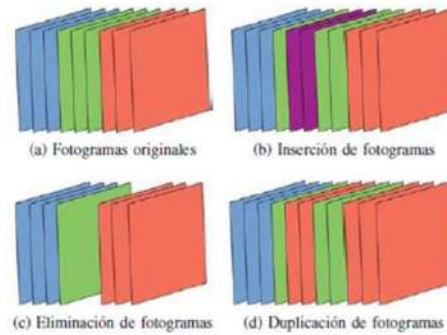 (a) Fotogramas originales
(b) Inserción de fotogramas
(c) Eliminación de fotogramas
(d) Duplicación de fotogramas